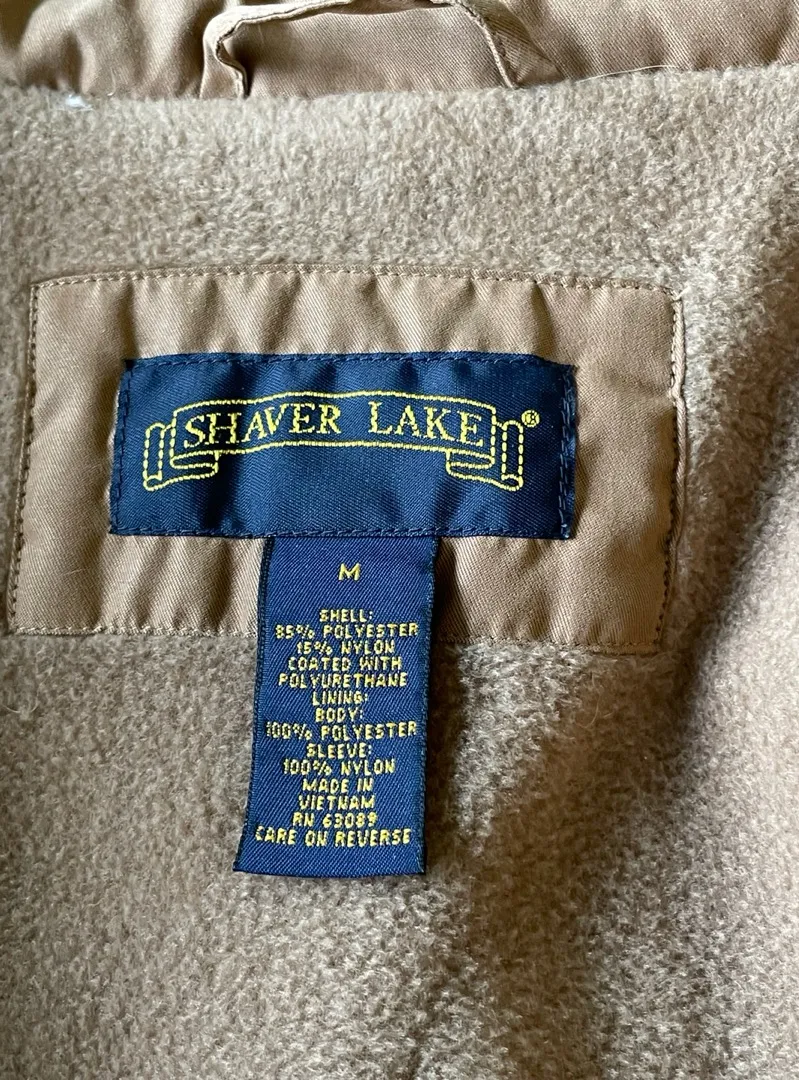 SHAVER LAKE®
M
SHELL:
85% POLYESTER
15% NYLON
COATED WITH
POLYURETHANE
LINING:
BODY:
100% POLYESTER
SLEEVE:
100% NYLON
MADE IN
VIETNAM
RN 63089
CARE ON REVERSE